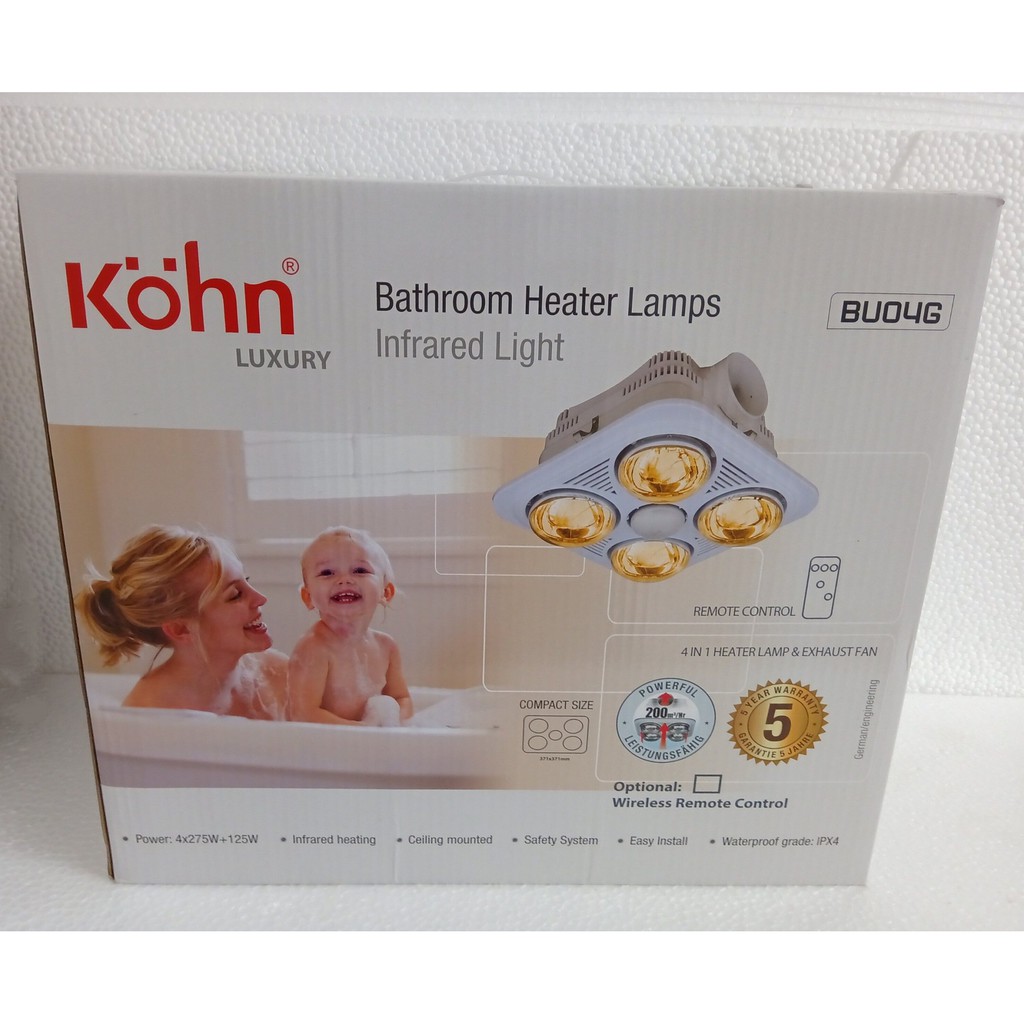 Köhn®
LUXURY
Bathroom Heater Lamps
Infrared Light
BU04G
REMOTE CONTROL
4 IN 1 HEATER LAMP & EXHAUST FAN
COMPACT SIZE
371x371mm
POWERFUL
200m³/Hr
LEISTUNGSFÄHIG
5 YEAR WARRANTY
5
GARANTIE 5 JAHRE
German/engineering
Optional:
Wireless Remote Control
• Power: 4x275W+125W • Infrared heating • Ceiling mounted • Safety System • Easy Install • Waterproof grade: IPX4